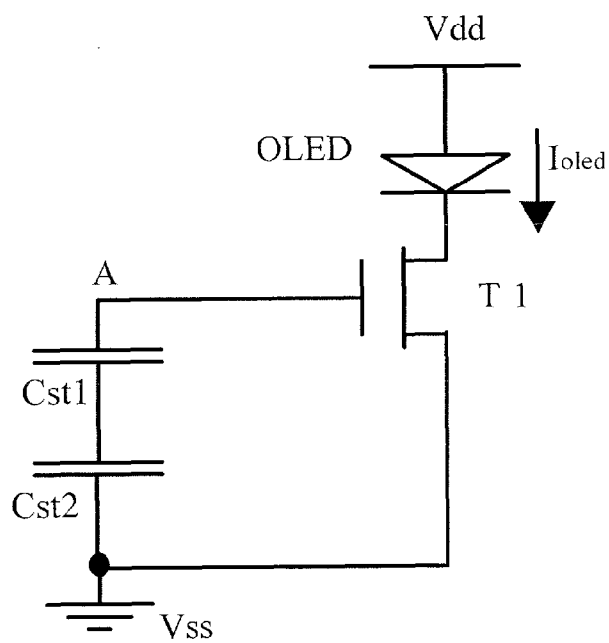 Vdd
OLED
Ioled
A
T 1
Cst1
Cst2
Vss